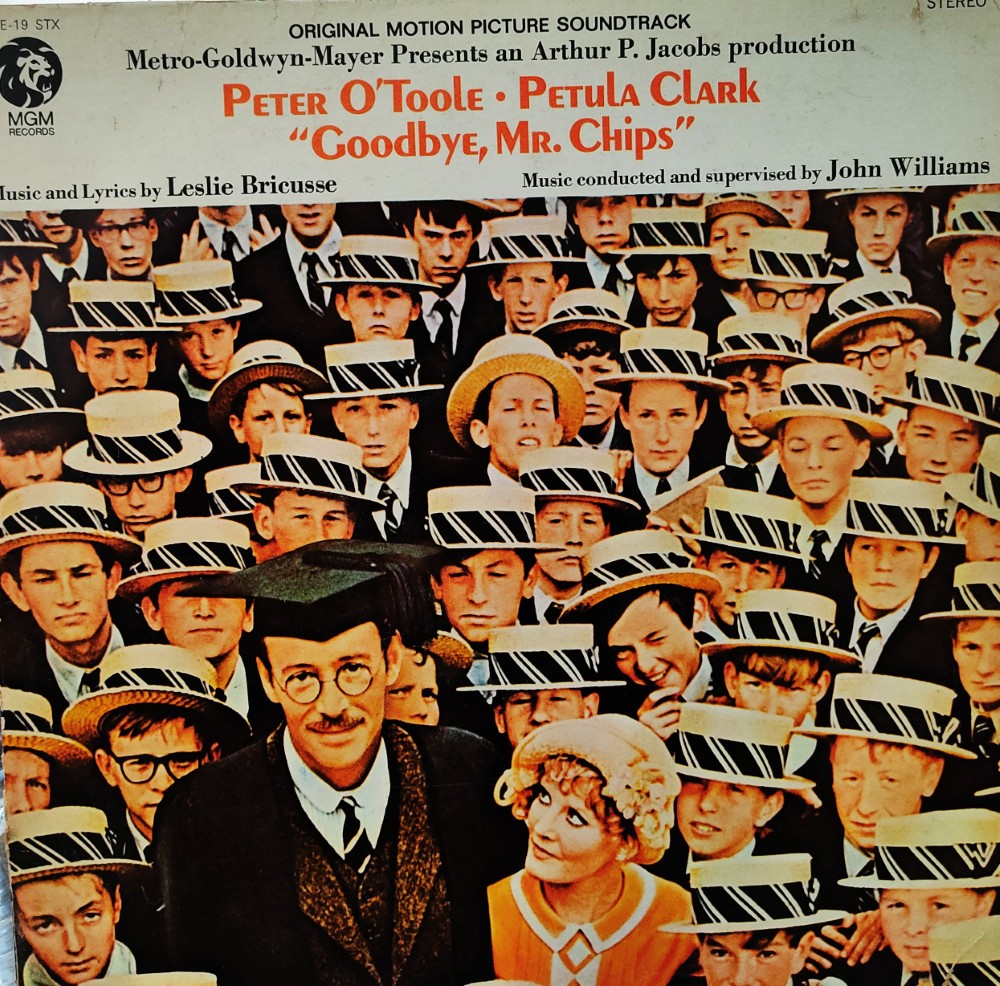 E-19 STX
STEREO
MGM
RECORDS
ORIGINAL MOTION PICTURE SOUNDTRACK
Metro-Goldwyn-Mayer Presents an Arthur P. Jacobs production
PETER O'TOOLE • PETULA CLARK
"Goodbye, MR. Chips"
Music and Lyrics by Leslie Bricusse
Music conducted and supervised by John Williams